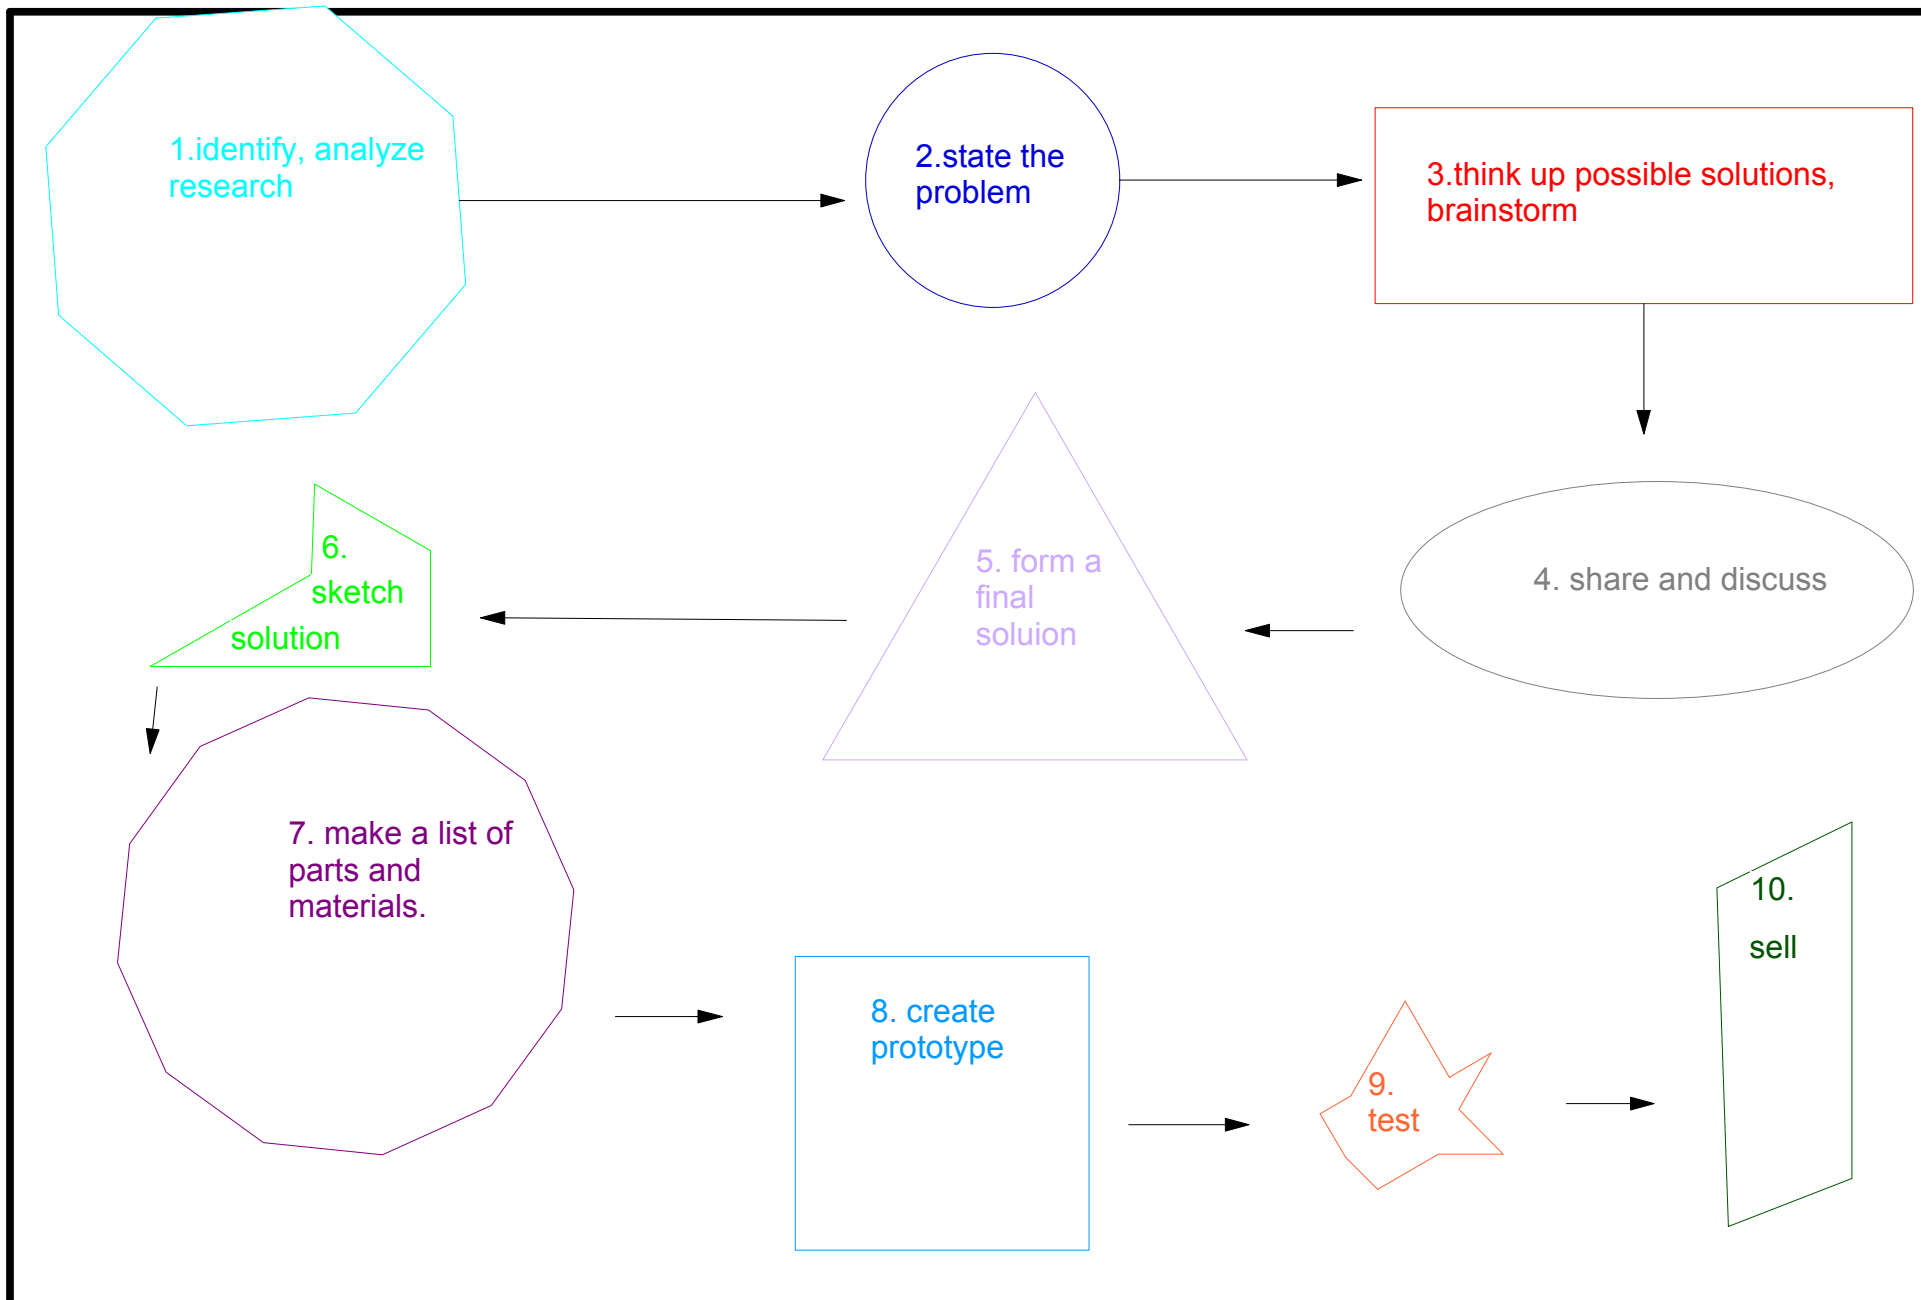 1.identify, analyze
research
2.state the
problem
3.think up possible solutions,
brainstorm
4. share and discuss
5. form a
final
soluion
6.
sketch
solution
7. make a list of
parts and
materials.
8. create
prototype
9.
test
10.
sell